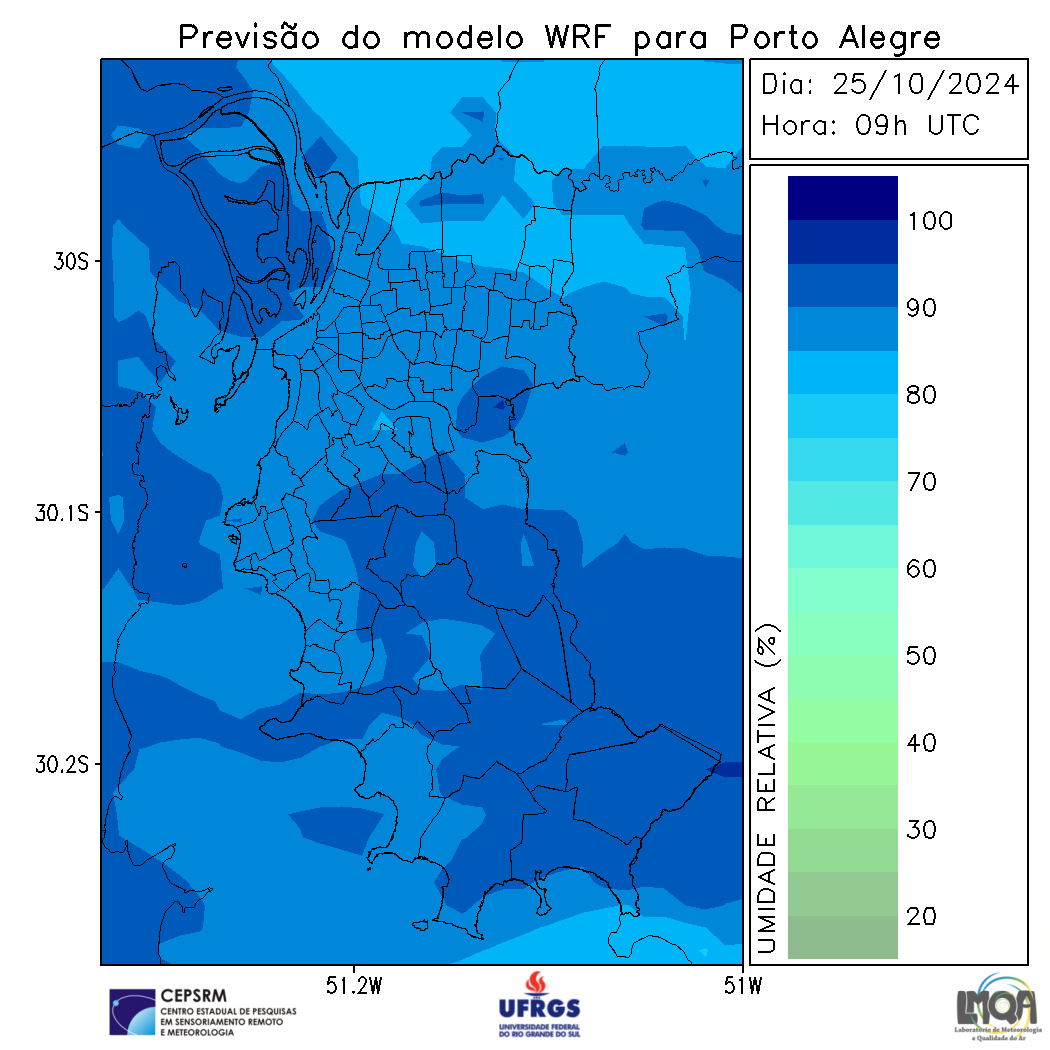 Previsão do modelo WRF para Porto Alegre
Dia: 25/10/2024
Hora: 09h UTC
30S
30.1S
30.2S
51.2W
51W
100
90
80
70
60
50
40
30
20
UMIDADE RELATIVA (%)
CEPSRM
CENTRO ESTADUAL DE PESQUISAS
EM SENSORIAMENTO REMOTO
E METEOROLOGIA
UFRGS
UNIVERSIDADE FEDERAL
DO RIO GRANDE DO SUL
LMQA
Laboratório de Meteorologia
e Qualidade do Ar